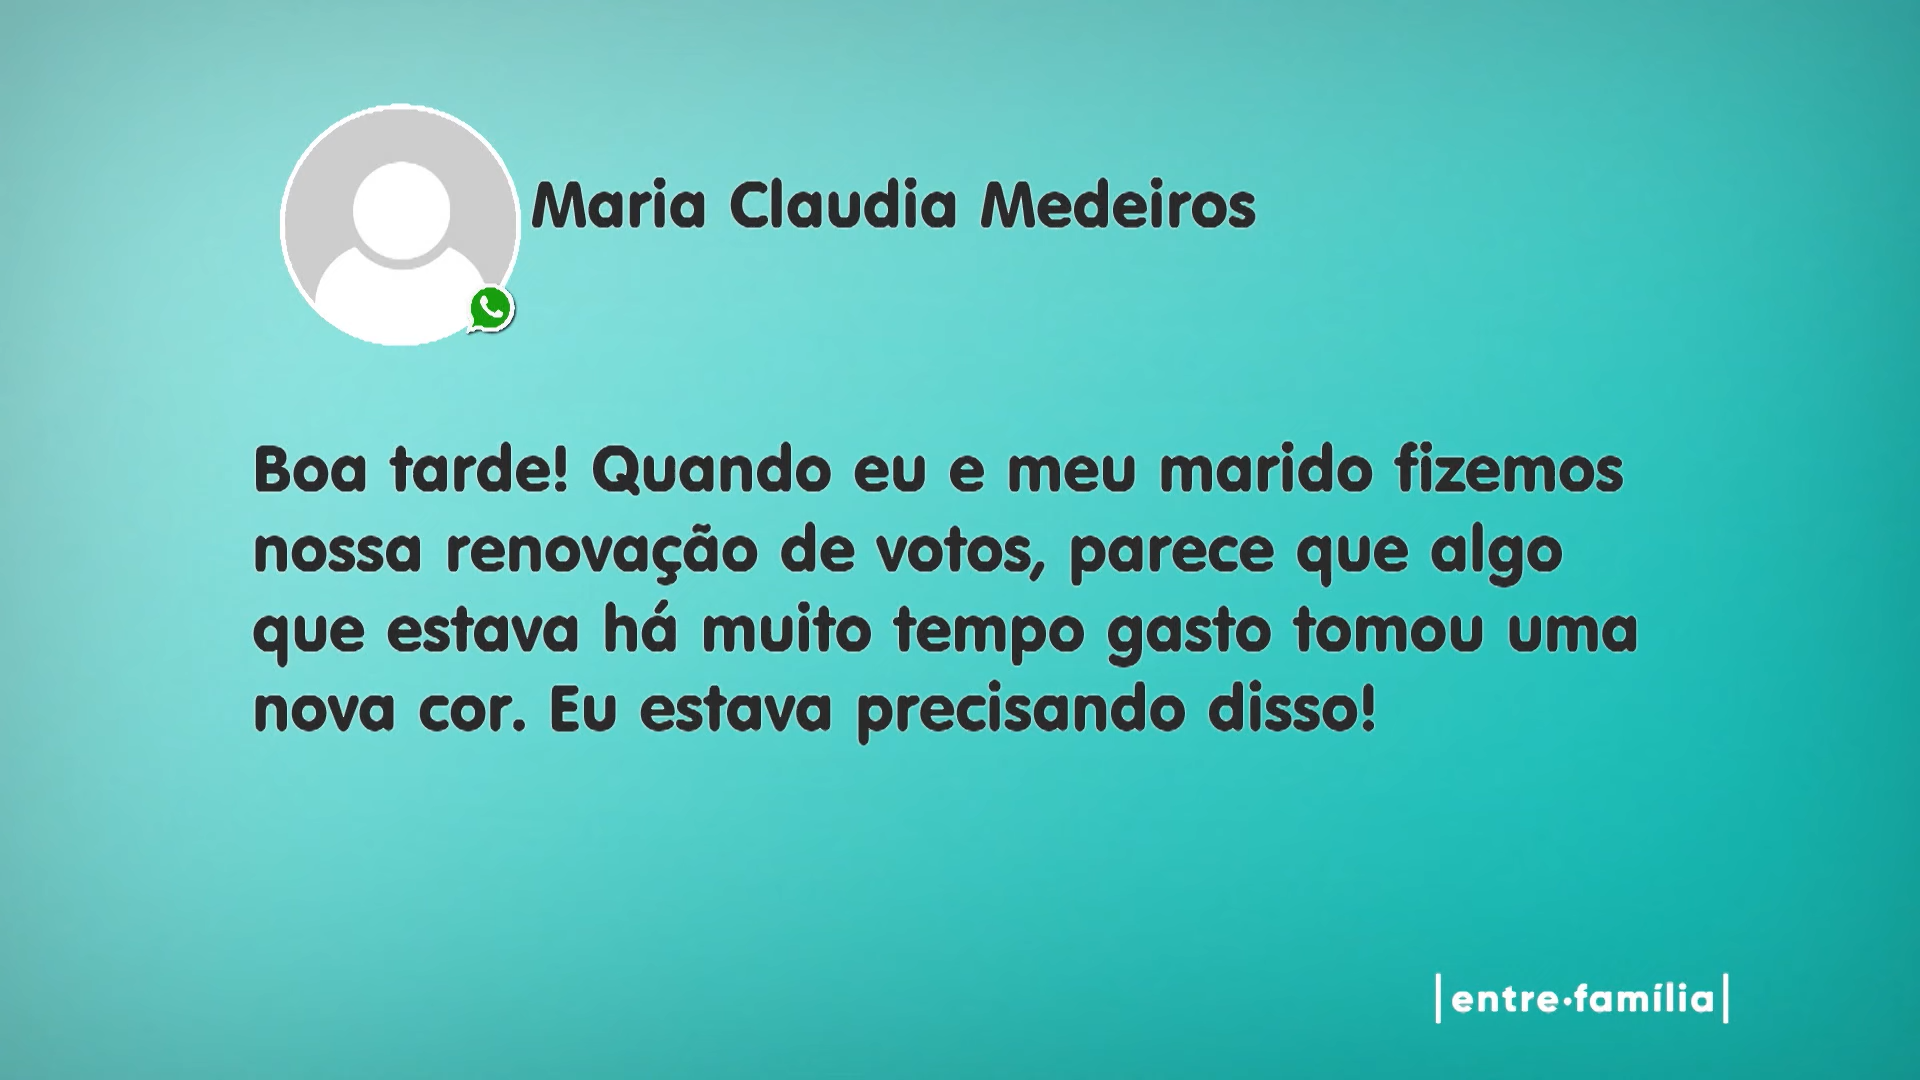 Maria Claudia Medeiros
Boa tarde! Quando eu e meu marido fizemos
nossa renovação de votos, parece que algo
que estava há muito tempo gasto tomou uma
nova cor. Eu estava precisando disso!
|entre•família|